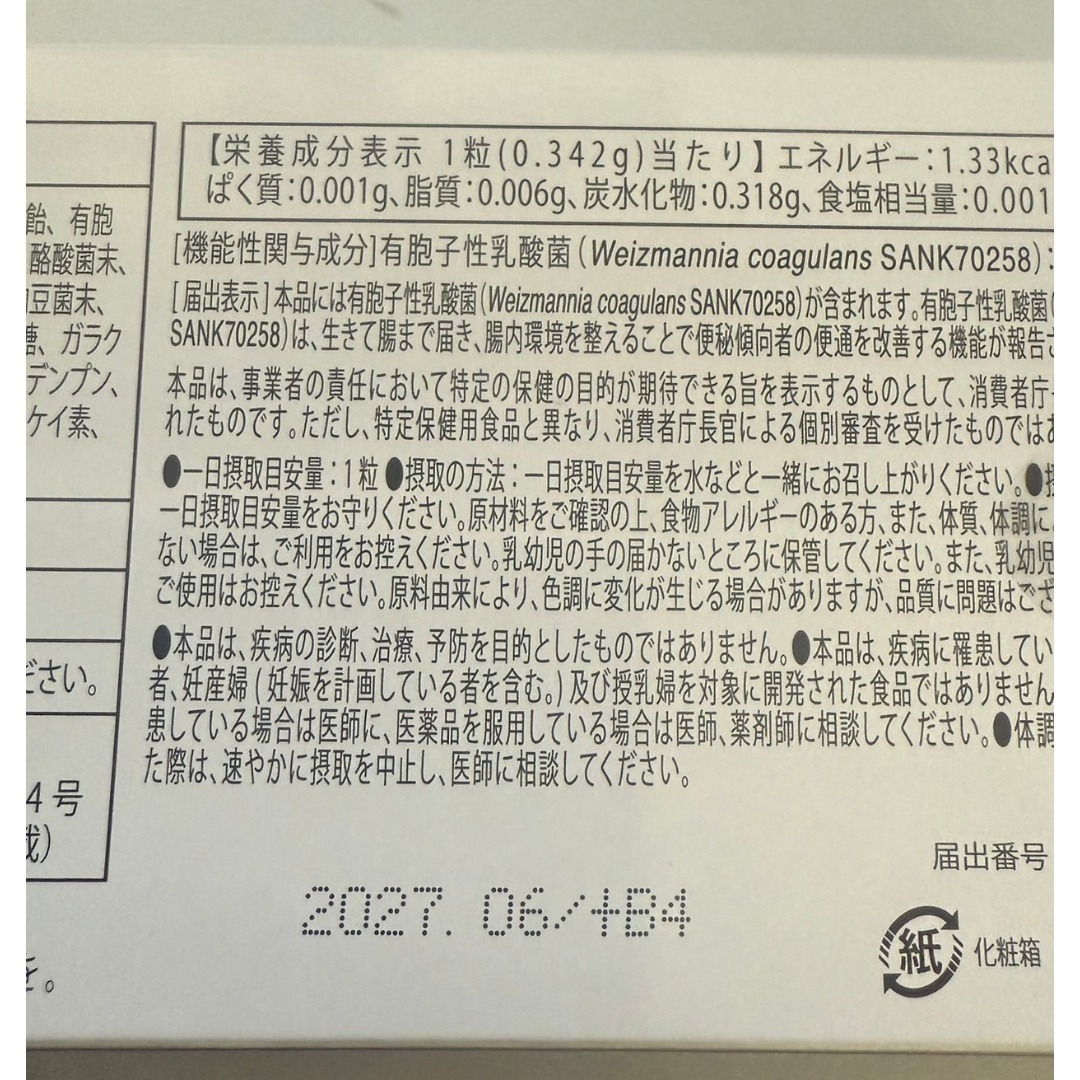 飴、有胞
酪酸菌末、
豆菌末、
糖、ガラク
デンプン、
ケイ素、
ださい。
4号
載)
を。
【栄養成分表示 1粒(0.342g)当たり】エネルギー:1.33kca
ぱく質:0.001g、脂質:0.006g、炭水化物:0.318g、食塩相当量:0.001
[機能性関与成分]有胞子性乳酸菌(Weizmannia coagulans SANK70258):
[届出表示]本品には有胞子性乳酸菌(Weizmannia coagulans SANK70258)が含まれます。有胞子性乳酸菌(
SANK70258)は、生きて腸まで届き、腸内環境を整えることで便秘傾向者の便通を改善する機能が報告さ
本品は、事業者の責任において特定の保健の目的が期待できる旨を表示するものとして、消費者庁
れたものです。ただし、特定保健用食品と異なり、消費者庁長官による個別審査を受けたものではあ
●一日摂取目安量:1粒●摂取の方法:一日摂取目安量を水などと一緒にお召し上がりください。●摂
一日摂取目安量をお守りください。原材料をご確認の上、食物アレルギーのある方、また、体質、体調に
ない場合は、ご利用をお控えください。乳幼児の手の届かないところに保管してください。また、乳幼児
ご使用はお控えください。原料由来により、色調に変化が生じる場合がありますが、品質に問題はござ
●本品は、疾病の診断、治療、予防を目的としたものではありません。●本品は、疾病に罹患してい
者、妊産婦(妊娠を計画している者を含む。)及び授乳婦を対象に開発された食品ではありません
患している場合は医師に、医薬品を服用している場合は医師、薬剤師に相談してください。●体調
た際は、速やかに摂取を中止し、医師に相談してください。
届出番号
2027.06/+B4
紙 化粧箱